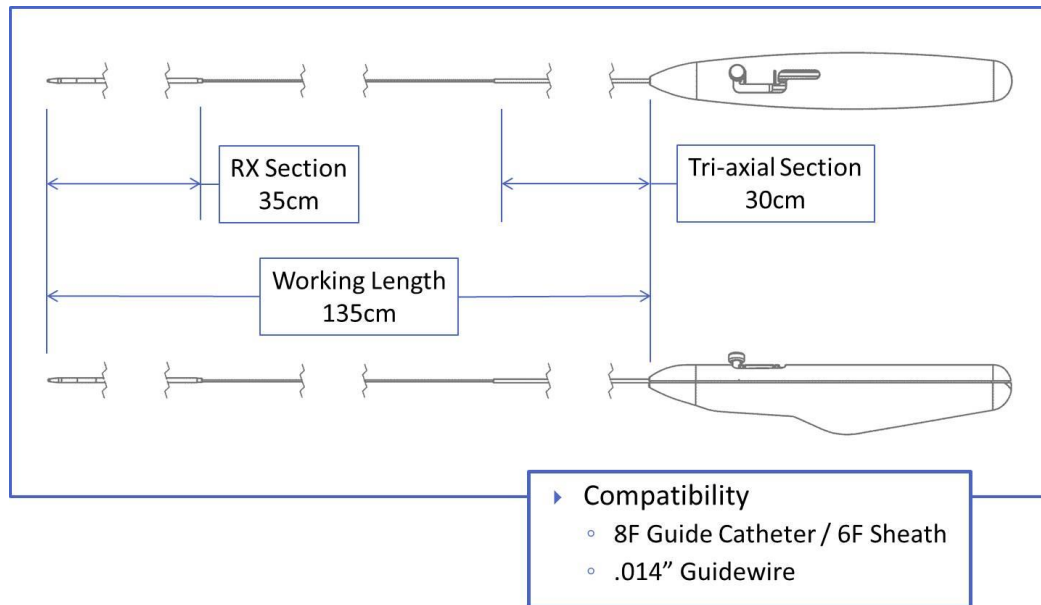 RX Section
35cm
Tri-axial Section
30cm
Working Length
135cm
Compatibility
8F Guide Catheter / 6F Sheath
.014” Guidewire